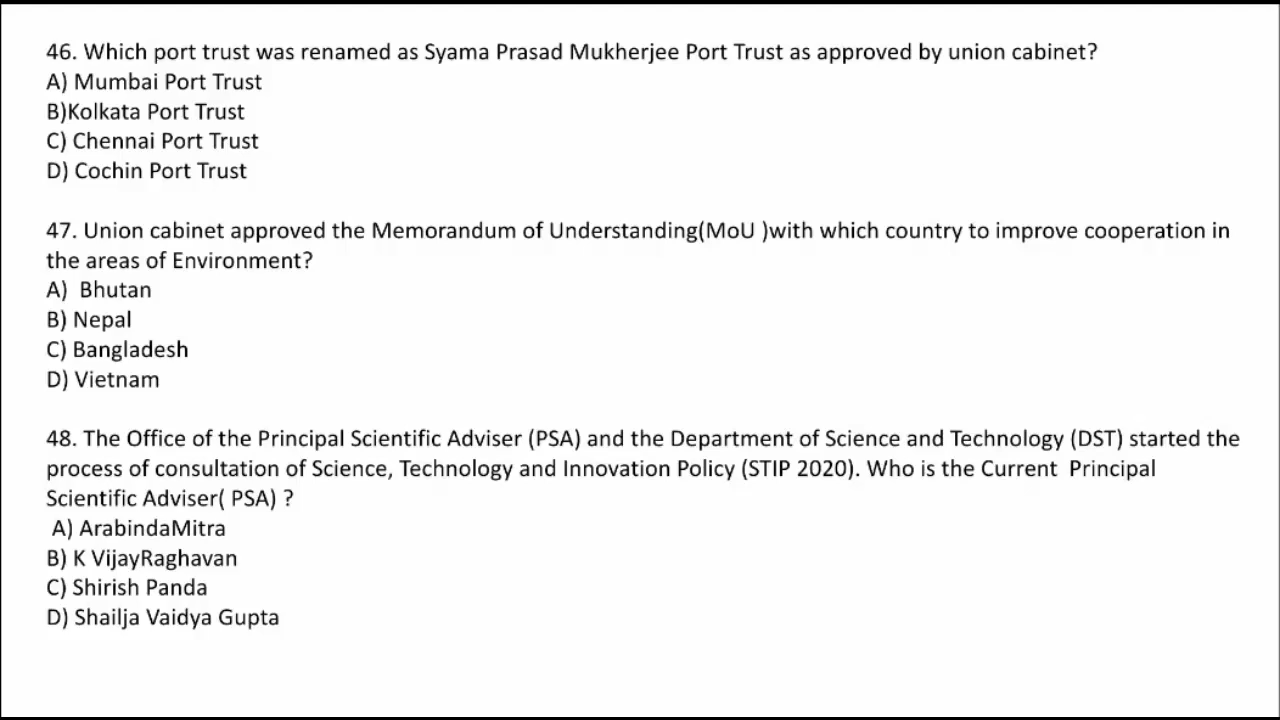 46. Which port trust was renamed as Syama Prasad Mukherjee Port Trust as approved by union cabinet?
A) Mumbai Port Trust
B)Kolkata Port Trust
C) Chennai Port Trust
D) Cochin Port Trust
47. Union cabinet approved the Memorandum of Understanding(MoU )with which country to improve cooperation in
the areas of Environment?
A)  Bhutan
B) Nepal
C) Bangladesh
D) Vietnam
48. The Office of the Principal Scientific Adviser (PSA) and the Department of Science and Technology (DST) started the
process of consultation of Science, Technology and Innovation Policy (STIP 2020). Who is the Current  Principal
Scientific Adviser( PSA) ?
A) ArabindaMitra
B) K VijayRaghavan
C) Shirish Panda
D) Shailja Vaidya Gupta